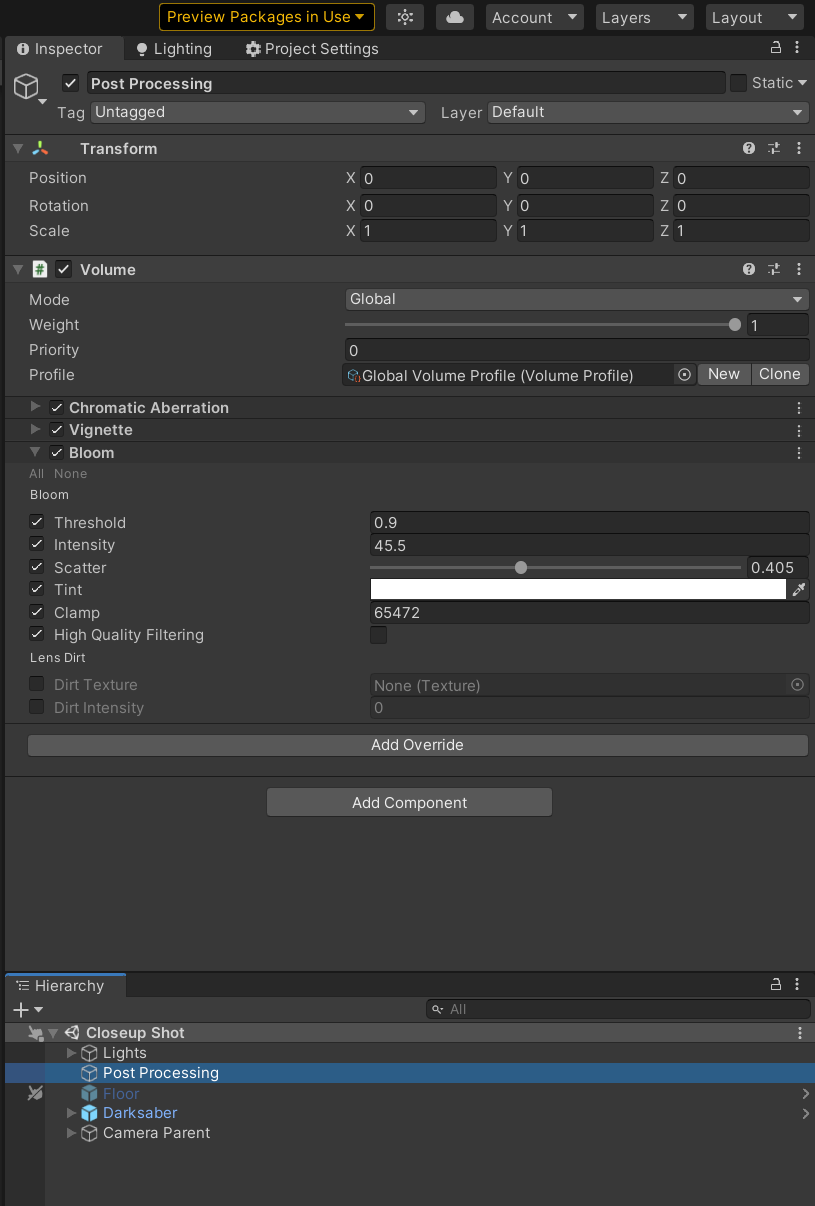 Preview Packages in Use Account Layers Layout
Inspector Lighting Project Settings
Post Processing Static
Tag Untagged Layer Default
Transform
Position X 0 Y 0 Z 0
Rotation X 0 Y 0 Z 0
Scale X 1 Y 1 Z 1
# Volume
Mode Global
Weight 1
Priority 0
Profile Global Volume Profile (Volume Profile) New Clone
Chromatic Aberration
Vignette
Bloom
All None
Bloom
Threshold 0.9
Intensity 45.5
Scatter 0.405
Tint
Clamp 65472
High Quality Filtering
Lens Dirt
Dirt Texture None (Texture)
Dirt Intensity 0
Add Override
Add Component
Hierarchy
All
Closeup Shot
Lights
Post Processing
Floor
Darksaber
Camera Parent